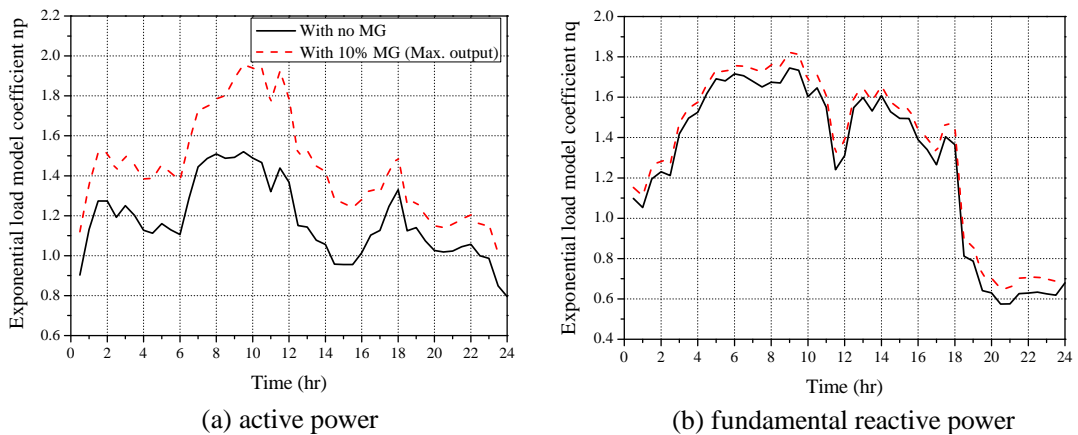 Exponential load model coefficient np
2.2
2.0
1.8
1.6
1.4
1.2
1.0
0.8
0.6
With no MG
With 10% MG (Max. output)
0 2 4 6 8 10 12 14 16 18 20 22 24
Time (hr)
(a) active power
Exponential load model coefficient nq
2.0
1.8
1.6
1.4
1.2
1.0
0.8
0.6
0.4
0 2 4 6 8 10 12 14 16 18 20 22 24
Time (hr)
(b) fundamental reactive power